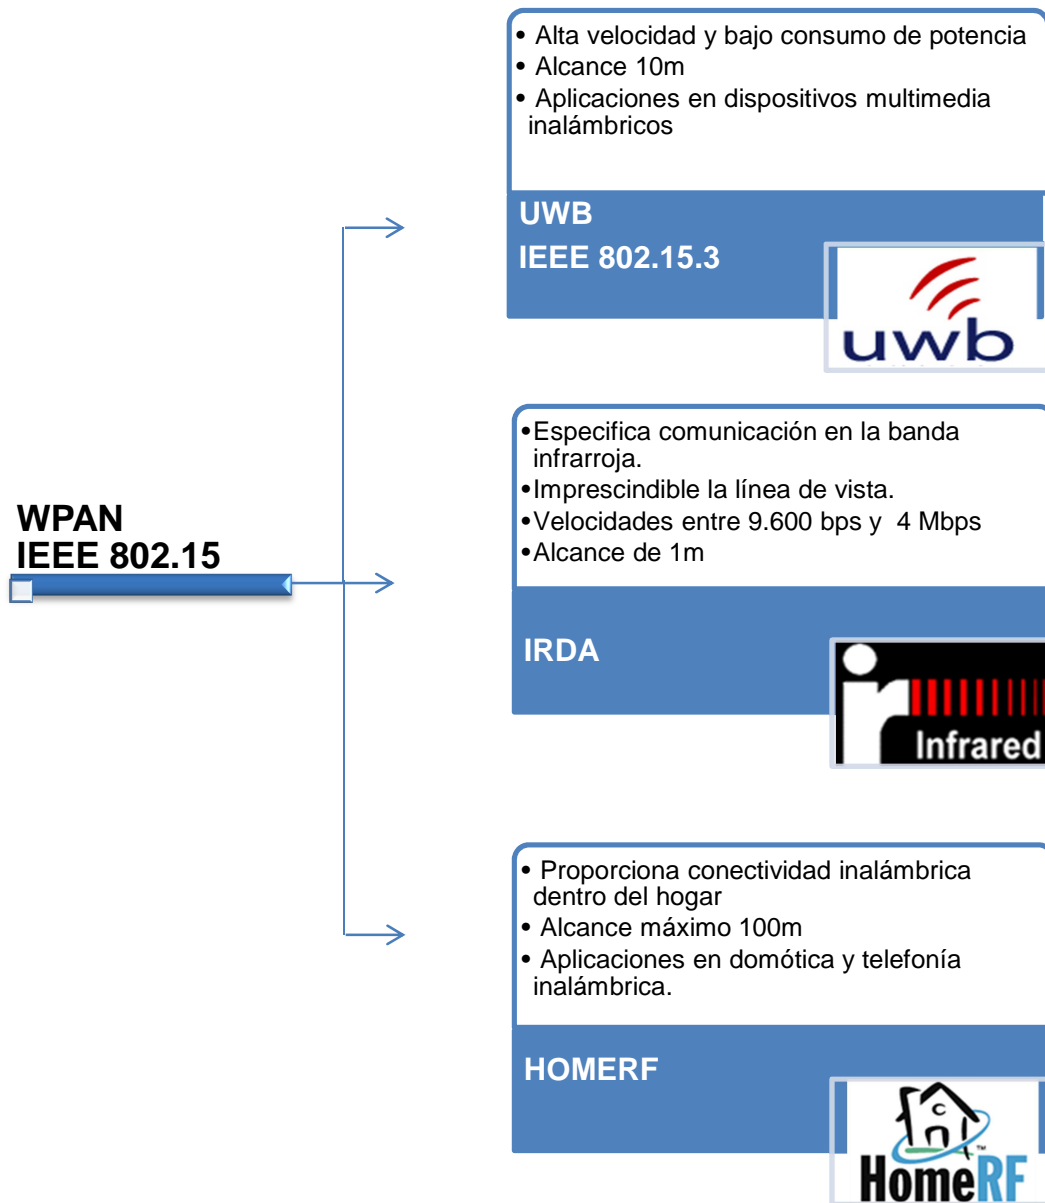 • Alta velocidad y bajo consumo de potencia
• Alcance 10m
• Aplicaciones en dispositivos multimedia
inalámbricos
UWB
IEEE 802.15.3
uwb
WPAN
IEEE 802.15
•Especifica comunicación en la banda
infrarroja.
•Imprescindible la línea de vista.
•Velocidades entre 9.600 bps y 4 Mbps
•Alcance de 1m
IRDA
ir
Infrared
• Proporciona conectividad inalámbrica
dentro del hogar
• Alcance máximo 100m
• Aplicaciones en domótica y telefonía
inalámbrica.
HOMERF
HomeRF